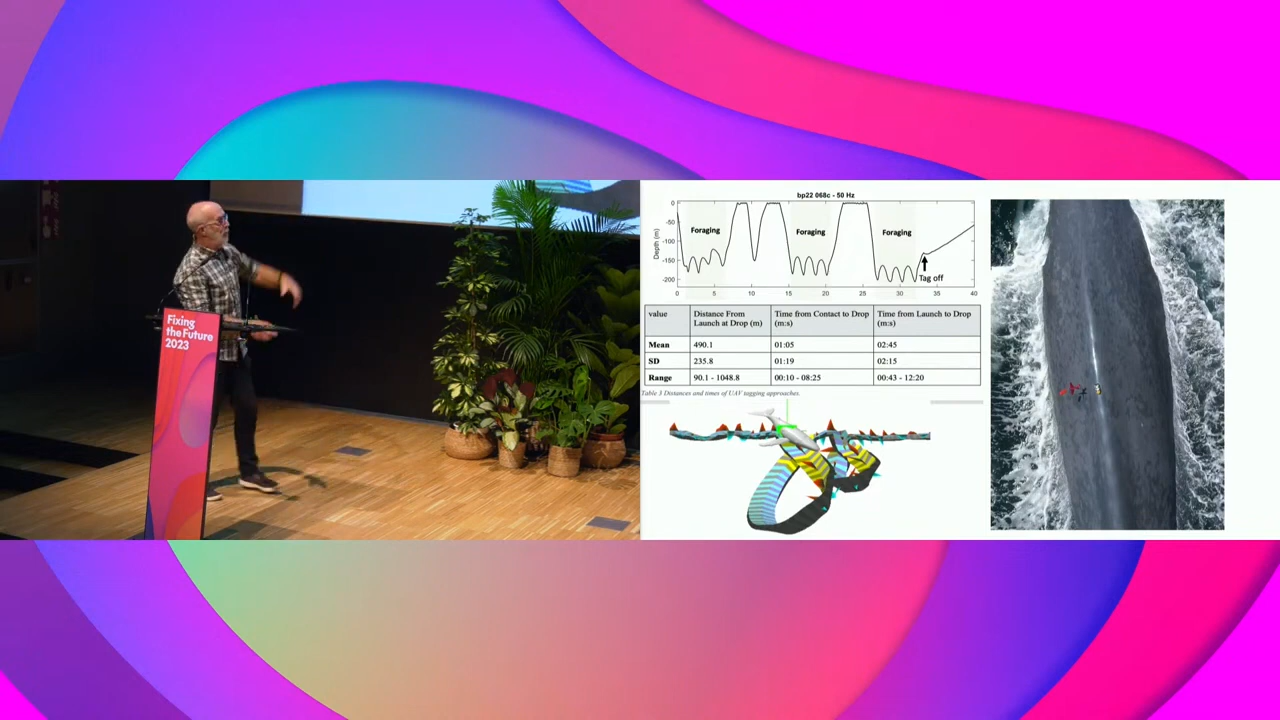 Fixing
the Future
2023
bp22 068c - 50 Hz
Depth (m)
0
-50
-100
-150
-200
Foraging
Foraging
Foraging
Tag off
0 5 10 15 20 25 30 35 40
value Distance From Launch at Drop (m) Time from Contact to Drop (m:s) Time from Launch to Drop (m:s)
Mean 490.1 01:05 02:45
SD 235.8 01:19 02:15
Range 90.1 - 1048.8 00:10 - 08:25 00:43 - 12:20
Table 3 Distances and times of UAV tagging approaches.